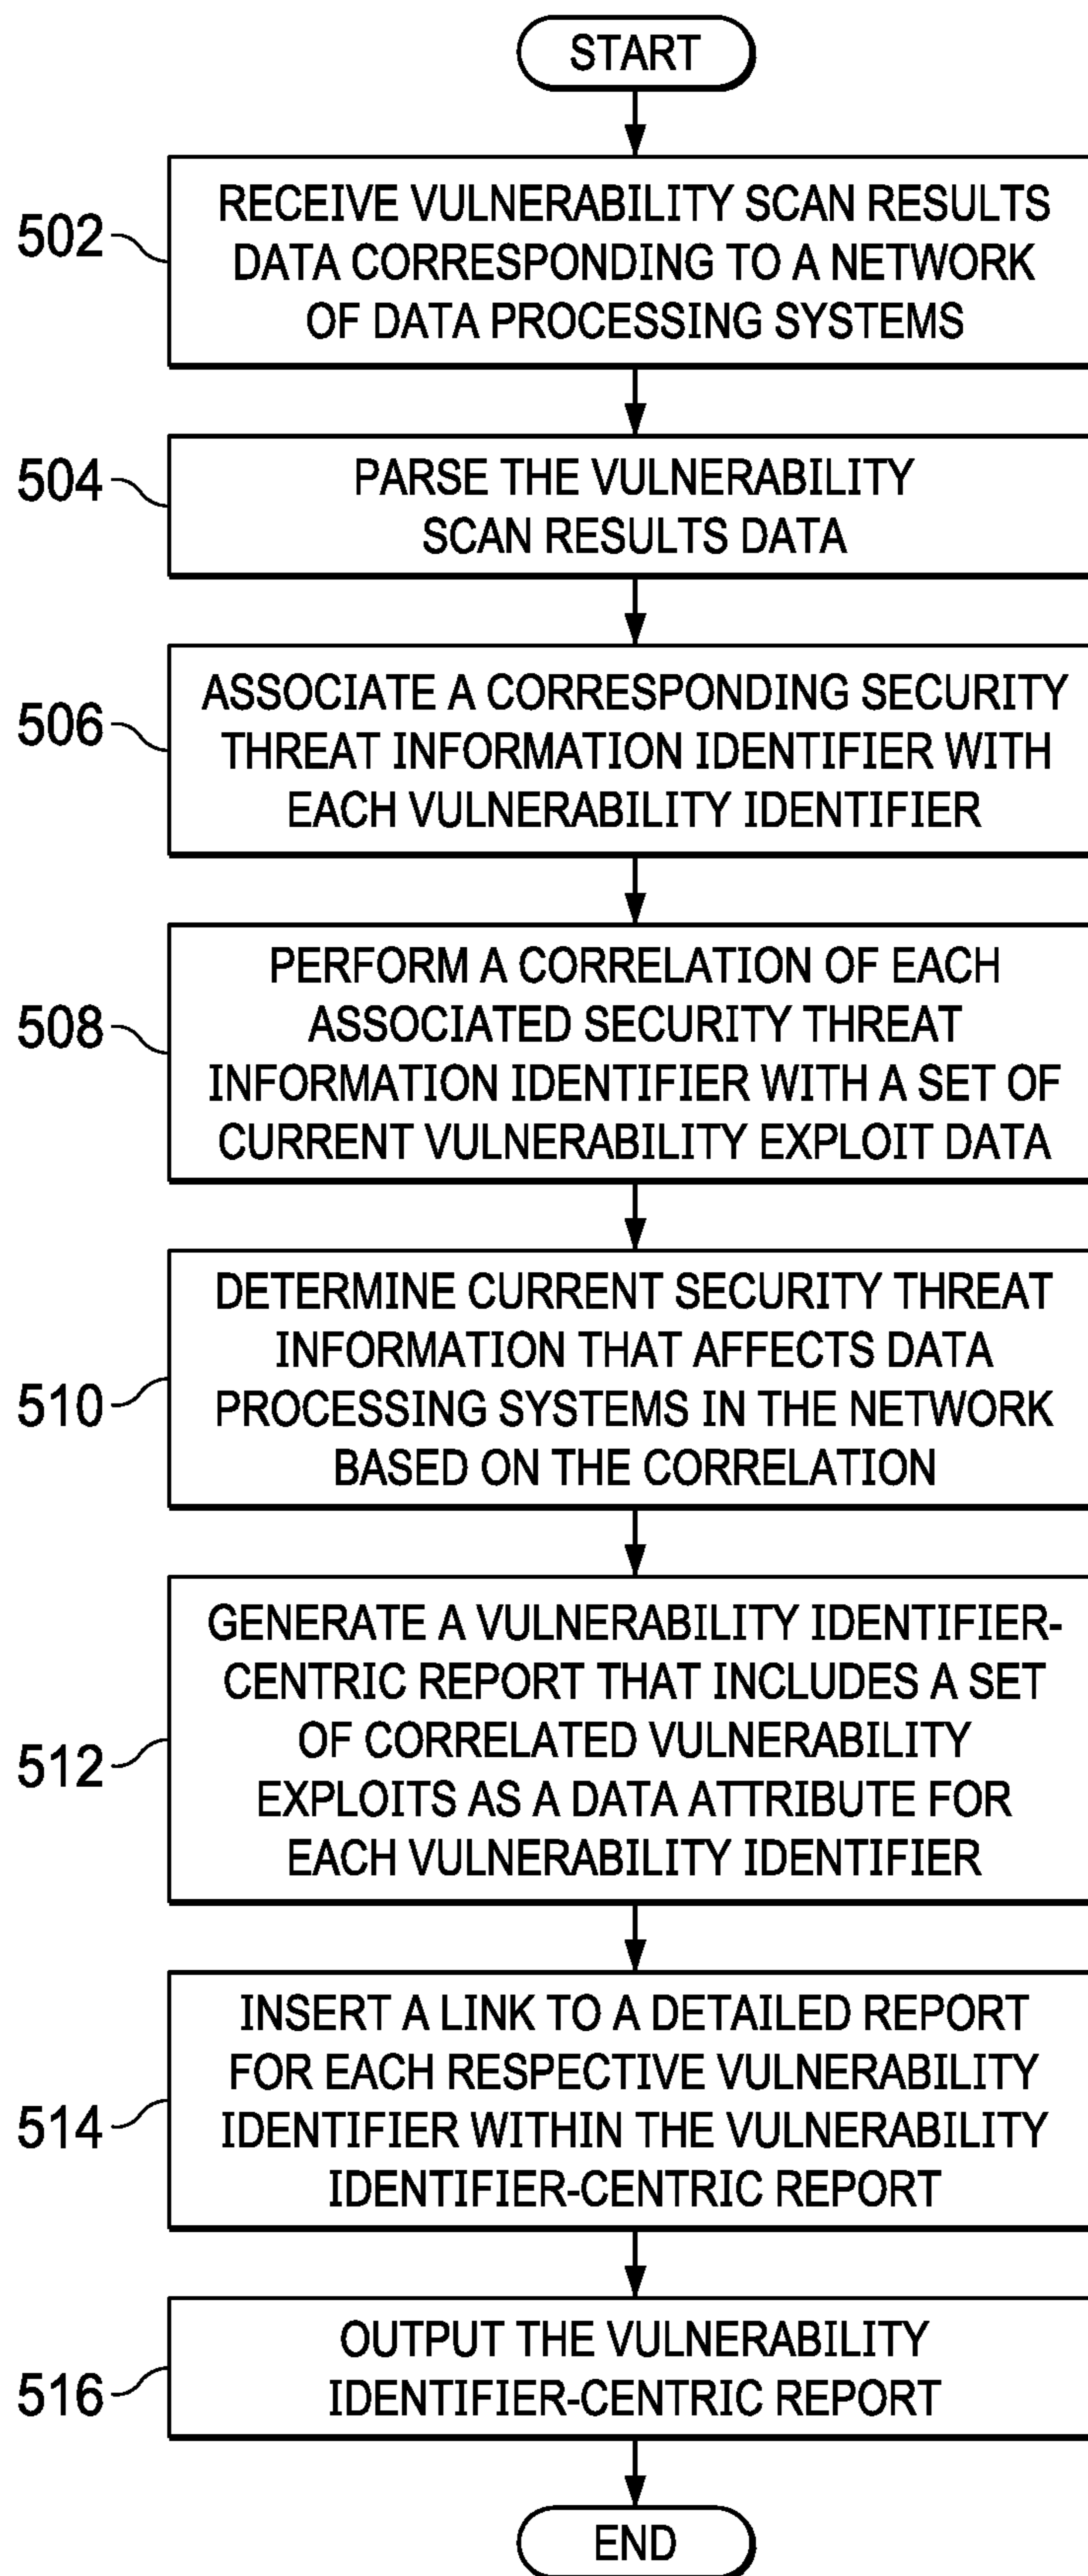 START
502
RECEIVE VULNERABILITY SCAN RESULTS
DATA CORRESPONDING TO A NETWORK
OF DATA PROCESSING SYSTEMS
504
PARSE THE VULNERABILITY
SCAN RESULTS DATA
506
ASSOCIATE A CORRESPONDING SECURITY
THREAT INFORMATION IDENTIFIER WITH
EACH VULNERABILITY IDENTIFIER
508
PERFORM A CORRELATION OF EACH
ASSOCIATED SECURITY THREAT
INFORMATION IDENTIFIER WITH A SET OF
CURRENT VULNERABILITY EXPLOIT DATA
510
DETERMINE CURRENT SECURITY THREAT
INFORMATION THAT AFFECTS DATA
PROCESSING SYSTEMS IN THE NETWORK
BASED ON THE CORRELATION
512
GENERATE A VULNERABILITY IDENTIFIER-
CENTRIC REPORT THAT INCLUDES A SET
OF CORRELATED VULNERABILITY
EXPLOITS AS A DATA ATTRIBUTE FOR
EACH VULNERABILITY IDENTIFIER
514
INSERT A LINK TO A DETAILED REPORT
FOR EACH RESPECTIVE VULNERABILITY
IDENTIFIER WITHIN THE VULNERABILITY
IDENTIFIER-CENTRIC REPORT
516
OUTPUT THE VULNERABILITY
IDENTIFIER-CENTRIC REPORT
END